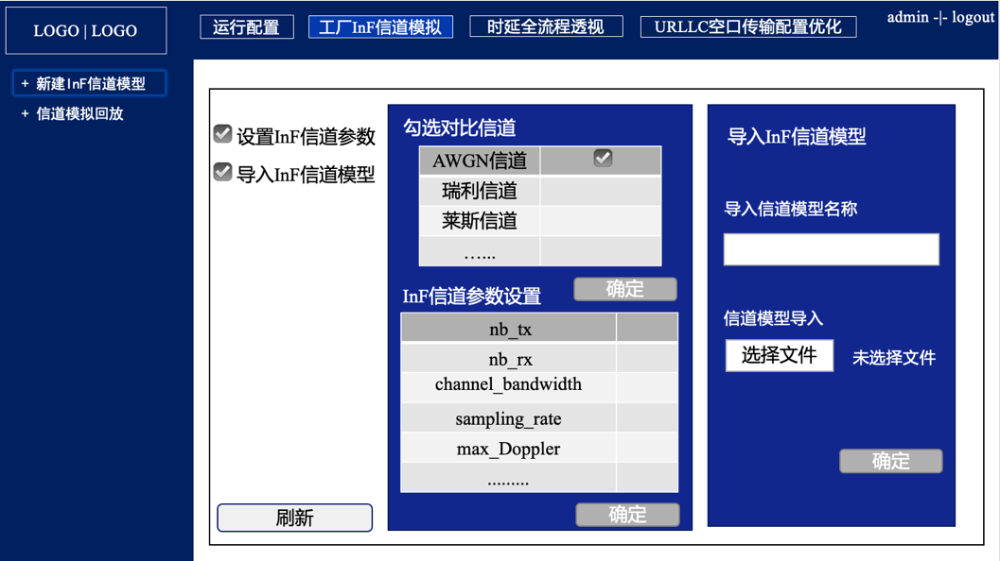 LOGO | LOGO
运行配置
工厂InF信道模拟
时延全流程透视
URLLC空口传输配置优化
admin -|- logout
+ 新建InF信道模型
+ 信道模拟回放
设置InF信道参数
导入InF信道模型
刷新
勾选对比信道
AWGN信道
瑞利信道
莱斯信道
…...
确定
InF信道参数设置
nb_tx
nb_rx
channel_bandwidth
sampling_rate
max_Doppler
.........
确定
导入InF信道模型
导入信道模型名称
信道模型导入
选择文件
未选择文件
确定